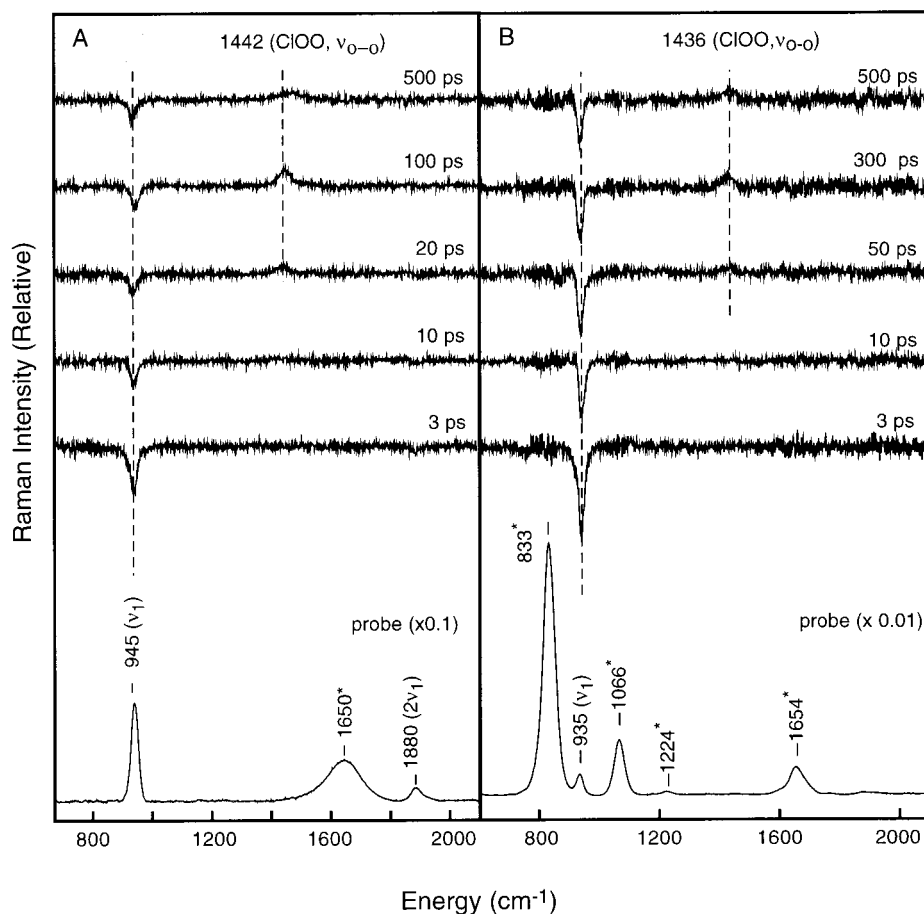 Raman Intensity (Relative)
A
1442 (ClOO, ν o–o)
500 ps
100 ps
20 ps
10 ps
3 ps
945 (ν1)
probe (x0.1)
1650*
1880 (2ν1)
800
1200
1600
2000
B
1436 (ClOO, ν o-o)
500 ps
300 ps
50 ps
10 ps
3 ps
833*
935 (ν1)
1066*
1224*
probe (x 0.01)
1654*
800
1200
1600
2000
Energy (cm-1)